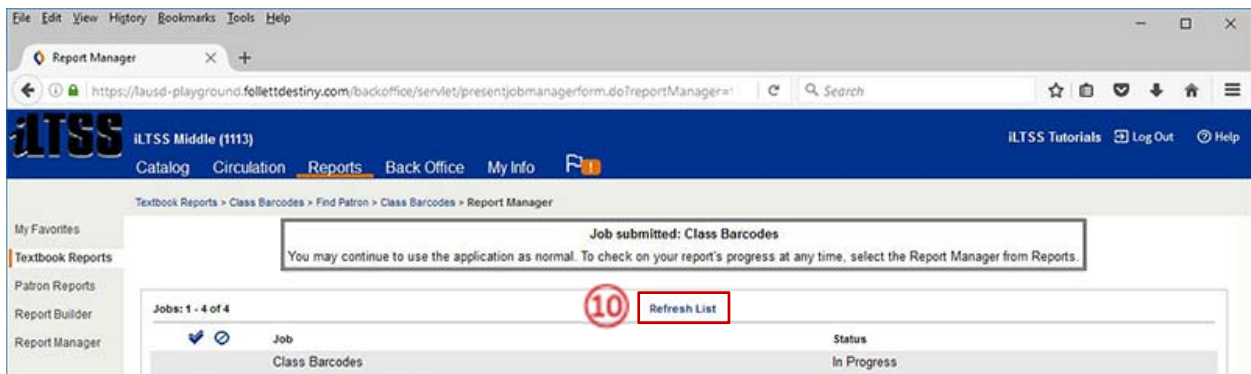 File Edit View History Bookmarks Tools Help
Report Manager
https://lausd-playground.follettdestiny.com/backoffice/servlet/presentjobmanagerform.do?reportManager=
Search
iLTSS
iLTSS Middle (1113)
iLTSS Tutorials Log Out Help
Catalog Circulation Reports Back Office My Info
Textbook Reports > Class Barcodes > Find Patron > Class Barcodes > Report Manager
My Favorites
Textbook Reports
Patron Reports
Report Builder
Report Manager
Job submitted: Class Barcodes
You may continue to use the application as normal. To check on your report's progress at any time, select the Report Manager from Reports.
Jobs: 1 - 4 of 4
10
Refresh List
Job Status
Class Barcodes In Progress